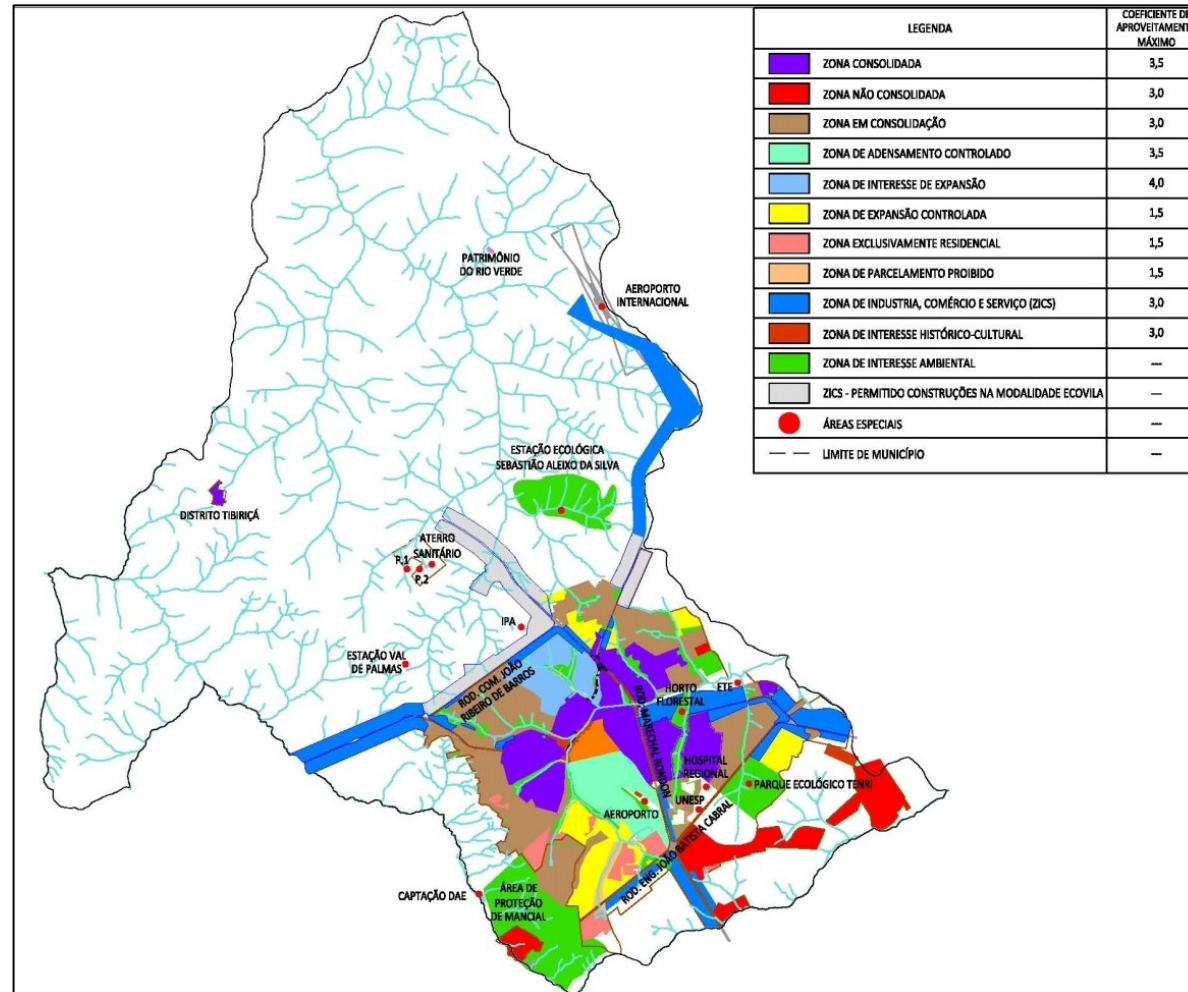 LEGENDA
COEFICIENTE DE
APROVEITAMENT
MÁXIMO
ZONA CONSOLIDADA 3,5
ZONA NÃO CONSOLIDADA 3,0
ZONA EM CONSOLIDAÇÃO 3,0
ZONA DE ADENSAMENTO CONTROLADO 3,5
ZONA DE INTERESSE DE EXPANSÃO 4,0
ZONA DE EXPANSÃO CONTROLADA 1,5
ZONA EXCLUSIVAMENTE RESIDENCIAL 1,5
ZONA DE PARCELAMENTO PROIBIDO 1,5
ZONA DE INDUSTRIA, COMÉRCIO E SERVIÇO (ZICS) 3,0
ZONA DE INTERESSE HISTÓRICO-CULTURAL 3,0
ZONA DE INTERESSE AMBIENTAL ---
ZICS - PERMITIDO CONSTRUÇÕES NA MODALIDADE ECOVILA ---
ÁREAS ESPECIAIS ---
LIMITE DE MUNICÍPIO ---
PATRIMÔNIO
DO RIO VERDE
AEROPORTO
INTERNACIONAL
ESTAÇÃO ECOLÓGICA
SEBASTIÃO ALEIXO DA SILVA
DISTRITO TIBIRIÇÁ
ATERRO
SANITÁRIO
P.1
P.2
IPA
ESTAÇÃO VAL
DE PALMAS
ROD. COM. JOÃO
RIBEIRO DE BARROS
ROD. MARECHAL RONDON
HORTO
FLORESTAL
ETE
HOSPITAL
REGIONAL
UNESP
PARQUE ECOLÓGICO TENRI
AEROPORTO
ROD. ENG. JOÃO BATISTA CABRAL
CAPTAÇÃO DAE
ÁREA DE
PROTEÇÃO
DE MANCIAL